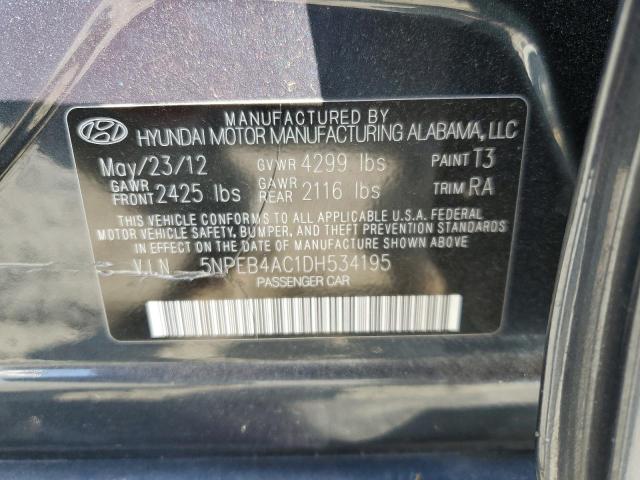 MANUFACTURED BY
HYUNDAI MOTOR MANUFACTURING ALABAMA, LLC
May/23/12 GVWR 4299 lbs PAINT T3
GAWR FRONT 2425 lbs GAWR REAR 2116 lbs TRIM RA
THIS VEHICLE CONFORMS TO ALL APPLICABLE U.S.A. FEDERAL
MOTOR VEHICLE SAFETY, BUMPER, AND THEFT PREVENTION
STANDARDS IN EFFECT ON THE DATE OF MANUFACTURE SHOWN ABOVE.
V.I.N 5NPEB4AC1DH534195
PASSENGER CAR